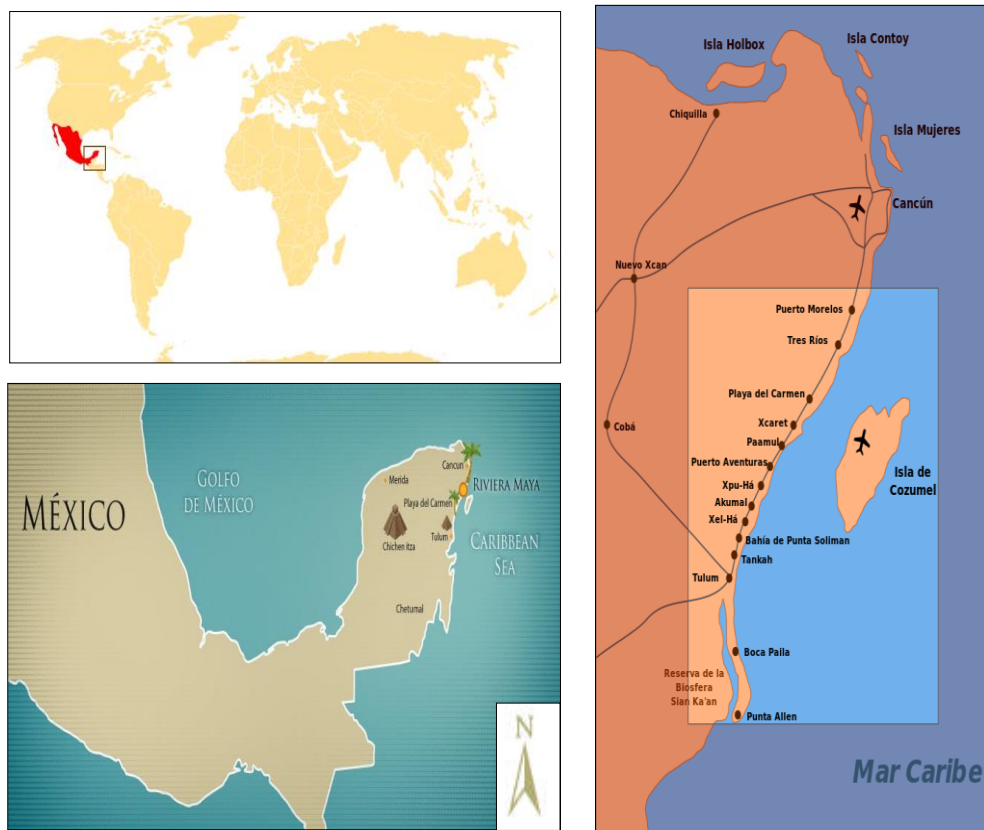 MÉXICO
GOLFO
DE MÉXICO
Merida
Cancun
RIVIERA MAYA
Playa del Carmen
Chichen Itza
Tulum
CARIBBEAN
SEA
Chetumal
N
Isla Holbox
Isla Contoy
Chiquilla
Isla Mujeres
Cancún
Nuevo Xcan
Puerto Morelos
Tres Ríos
Playa del Carmen
Xcaret
Cobá
Paamul
Puerto Aventuras
Isla de
Cozumel
Xpu-Há
Akumal
Xel-Há
Bahía de Punta Soliman
Tankah
Tulum
Boca Paila
Reserva de la
Biosfera
Sian Ka'an
Punta Allen
Mar Caribe